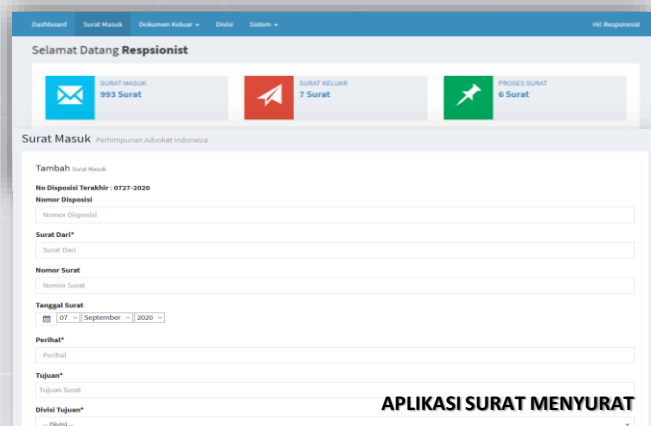 Dashboard Surat Masuk Dokumen Keluar Divisi Sistem Hi! Respsionist
Selamat Datang Respsionist
SURAT MASUK
993 Surat
SURAT KELUAR
7 Surat
PROSES SURAT
6 Surat
Surat Masuk Perhimpunan Advokat Indonesia
Tambah Surat Masuk
No Disposisi Terakhir : 0727-2020
Nomor Disposisi
Nomor Disposisi
Surat Dari*
Surat Dari
Nomor Surat
Nomor Surat
Tanggal Surat
07 September 2020
Perihal*
Perihal
Tujuan*
Tujuan Surat
Divisi Tujuan*
-- Divisi --
APLIKASI SURAT MENYURAT